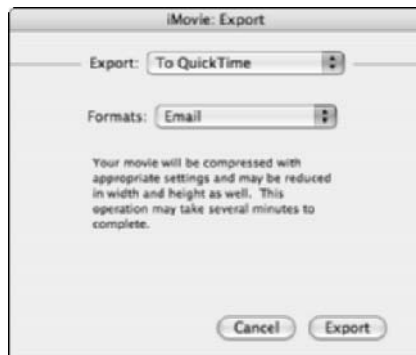 iMovie: Export
Export: To QuickTime
Formats: Email
Your movie will be compressed with
appropriate settings and may be reduced
in width and height as well. This
operation may take several minutes to
complete.
Cancel Export